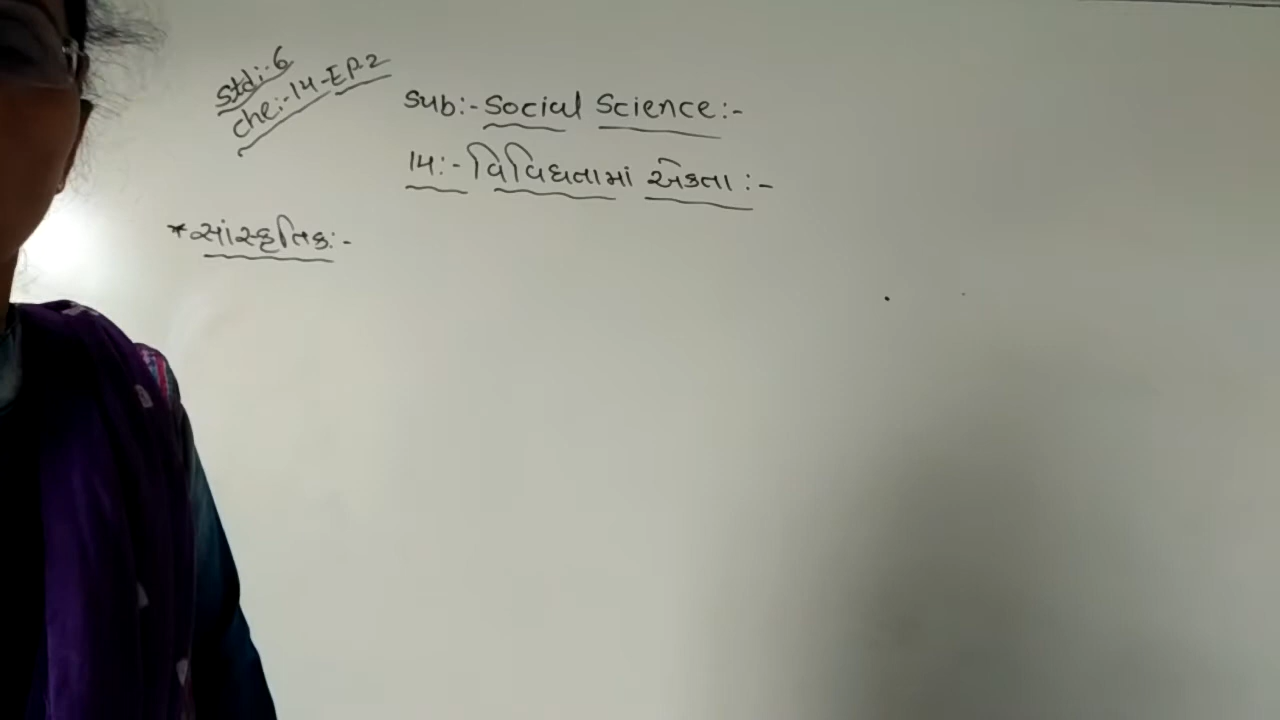 Std:-6
che:-14-EP.2
Sub:- Social Science:-
14:- વિવિધતામાં એકતા :-
* સાંસ્કૃતિક:-